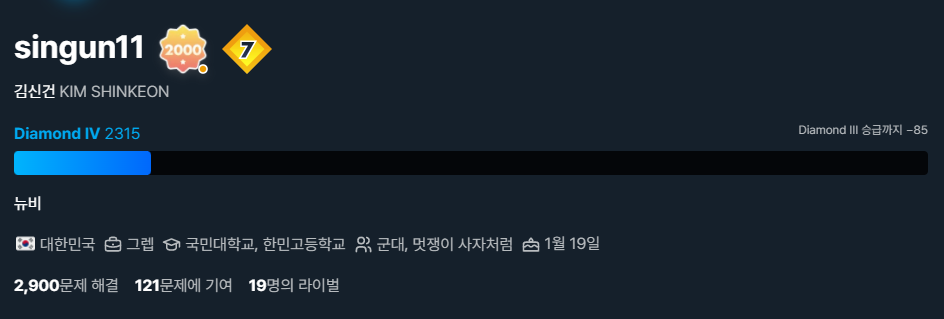 singun11 2000 7
김신건 KIM SHINKEON
Diamond IV 2315
Diamond III 승급까지 −85
뉴비
대한민국 그렙 국민대학교, 한민고등학교 군대, 멋쟁이 사자처럼 1월 19일
2,900문제 해결 121문제에 기여 19명의 라이벌